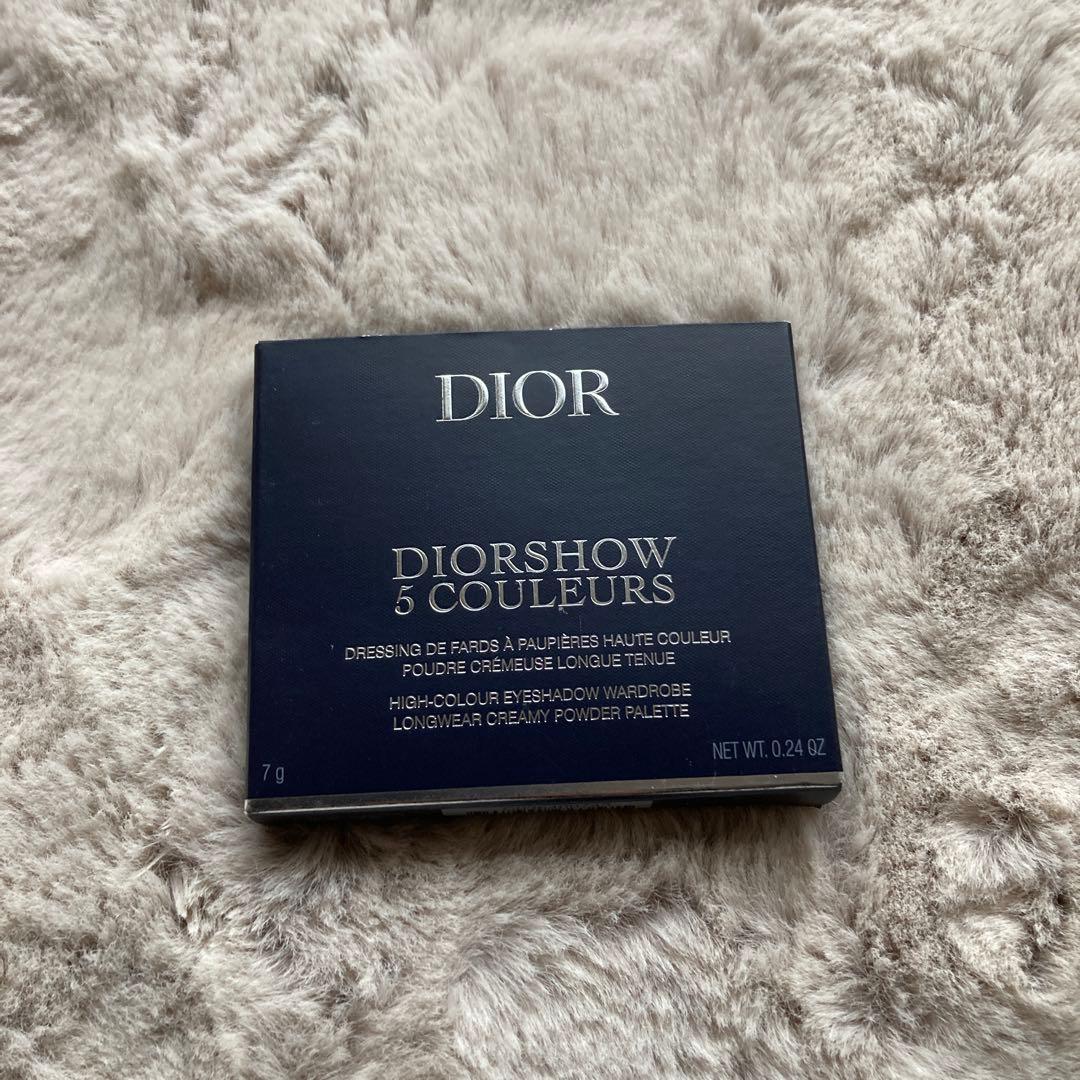 DIOR
DIORSHOW
5 COULEURS
DRESSING DE FARDS À PAUPIÈRES HAUTE COULEUR
POUDRE CRÉMEUSE LONGUE TENUE
HIGH-COLOUR EYESHADOW WARDROBE
LONGWEAR CREAMY POWDER PALETTE
7 g
NET WT. 0.24 OZ